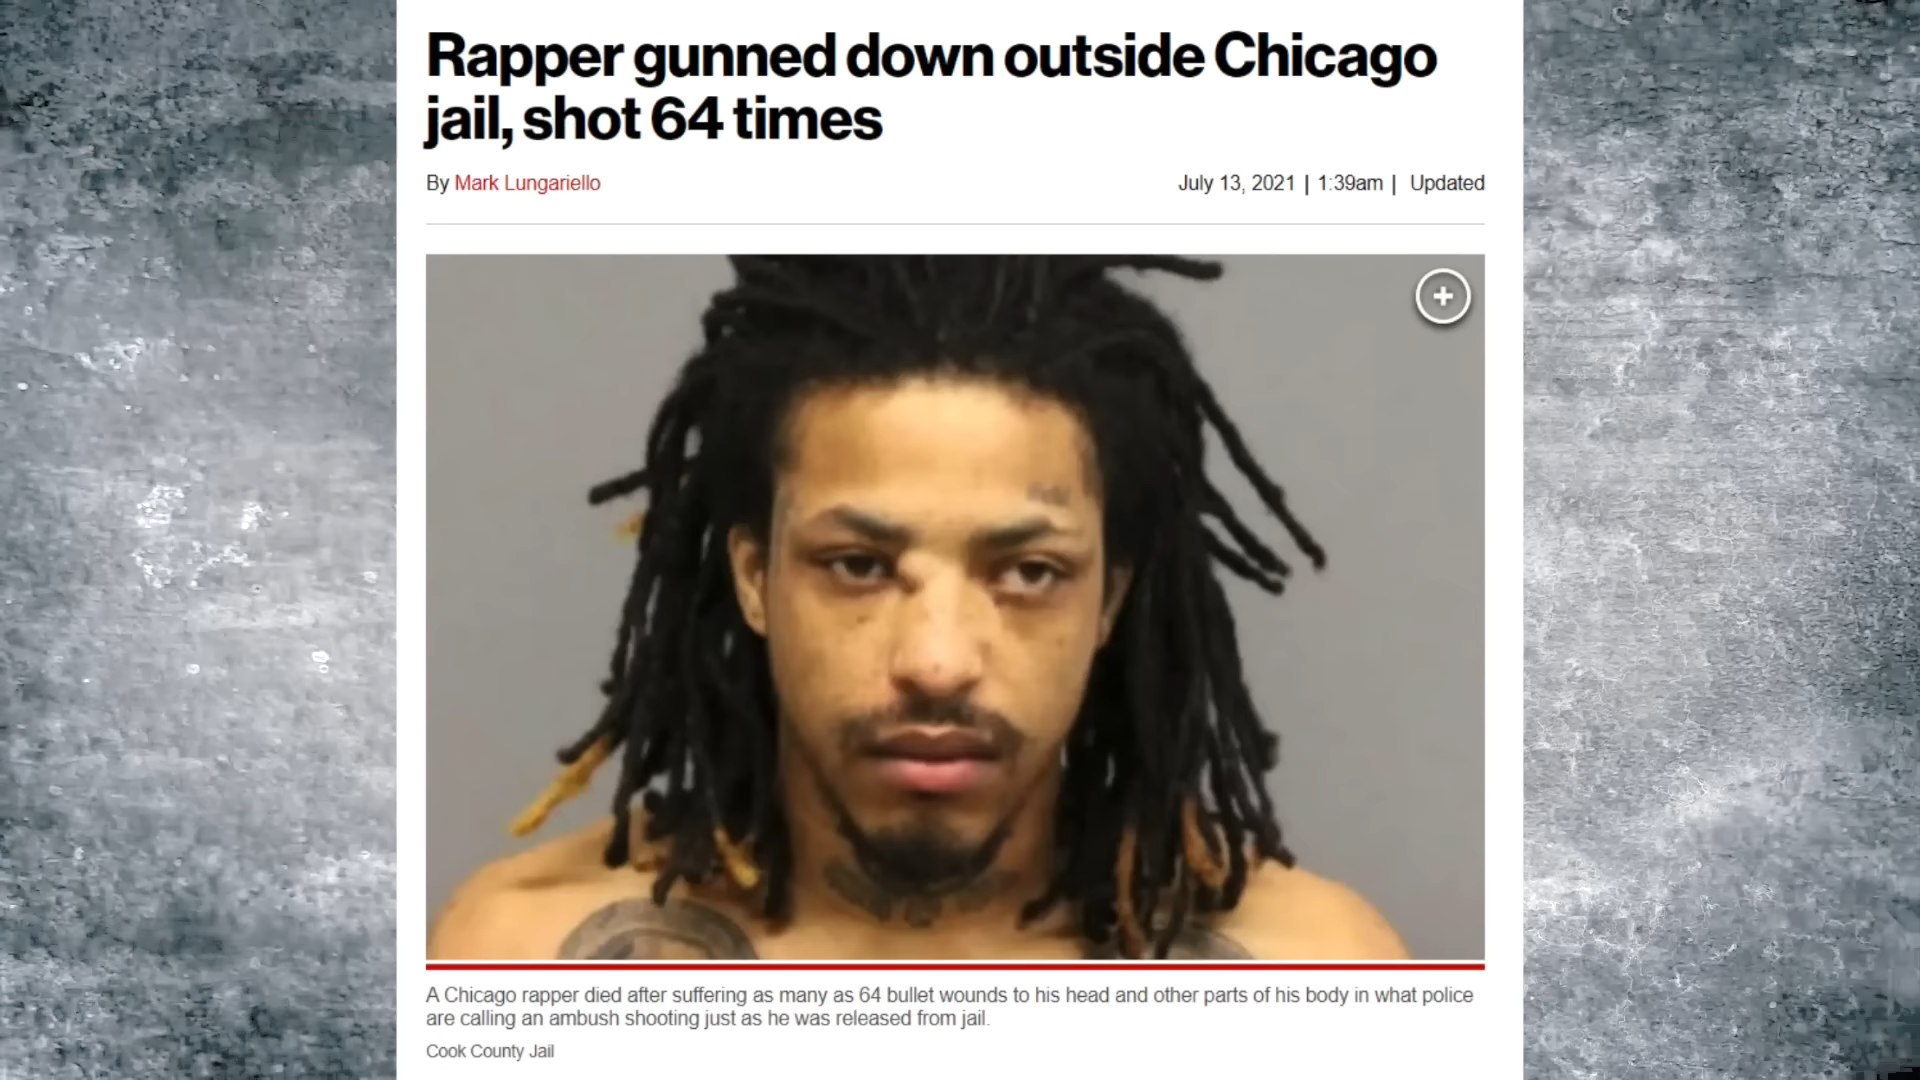 Rapper gunned down outside Chicago
jail, shot 64 times
By Mark Lungariello
July 13, 2021 | 1:39am | Updated
A Chicago rapper died after suffering as many as 64 bullet wounds to his head and other parts of his body in what police
are calling an ambush shooting just as he was released from jail.
Cook County Jail